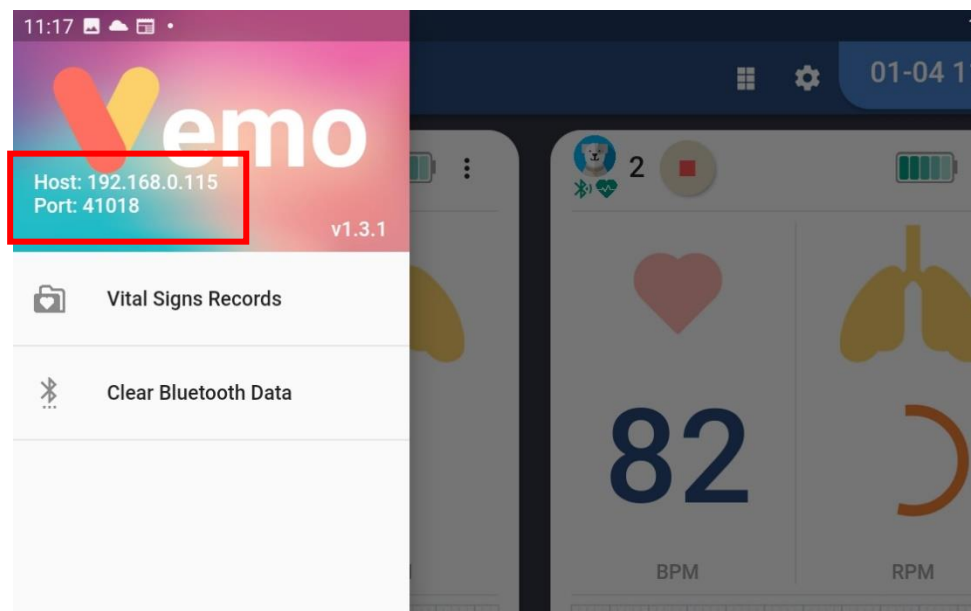 11:17
01-04 1
Vemo
Host: 192.168.0.115
Port: 41018
v1.3.1
2
Vital Signs Records
Clear Bluetooth Data
82
BPM
RPM